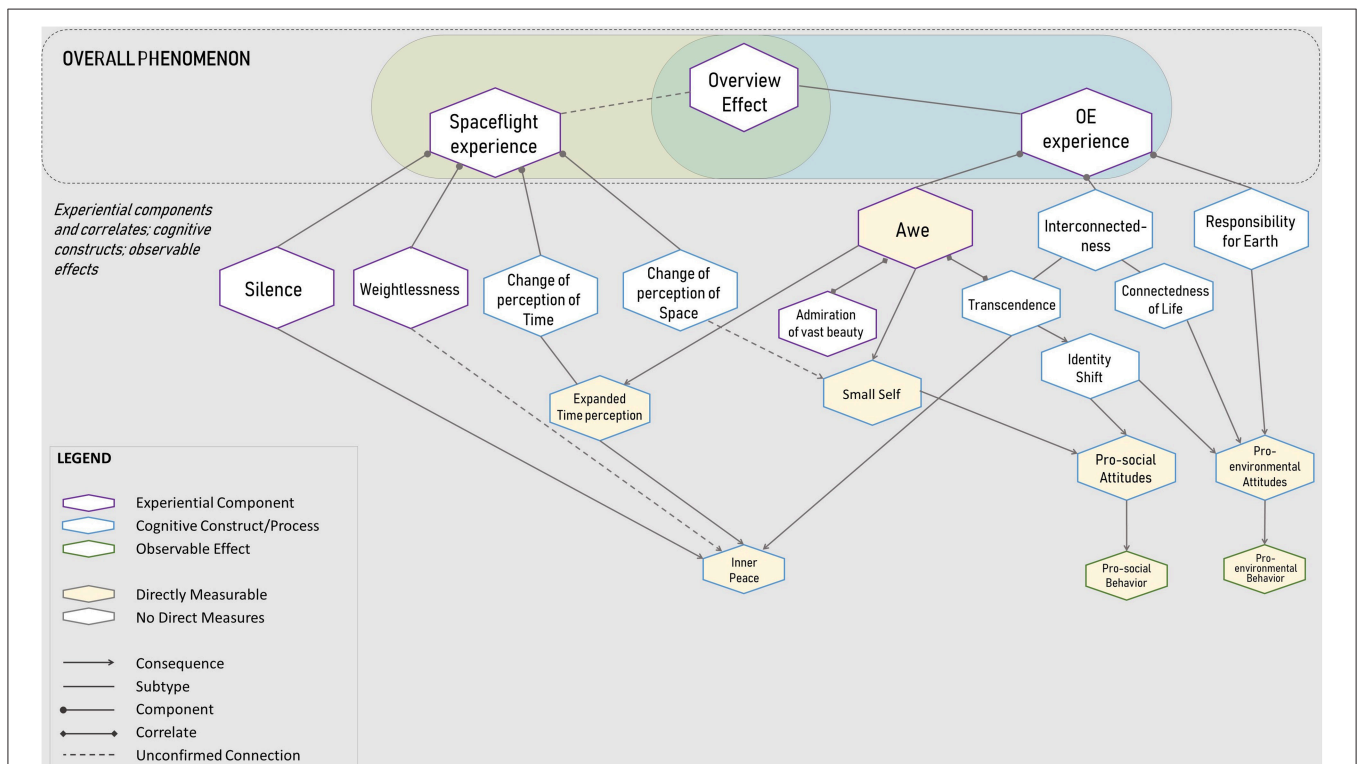 OVERALL PHENOMENON
Overview
Effect
Spaceflight
experience
OE
experience
Experiential components
and correlates; cognitive
constructs; observable
effects
Awe
Interconnected-
ness
Responsibility
for Earth
Silence
Weightlessness
Change of
perception of
Time
Change of
perception of
Space
Admiration
of vast beauty
Transcendence
Connectedness
of Life
Identity
Shift
Expanded
Time perception
Small Self
Pro-social
Attitudes
Pro-
environmental
Attitudes
Inner
Peace
Pro-social
Behavior
Pro-
environmental
Behavior
LEGEND
Experiential Component
Cognitive Construct/Process
Observable Effect
Directly Measurable
No Direct Measures
Consequence
Subtype
Component
Correlate
Unconfirmed Connection